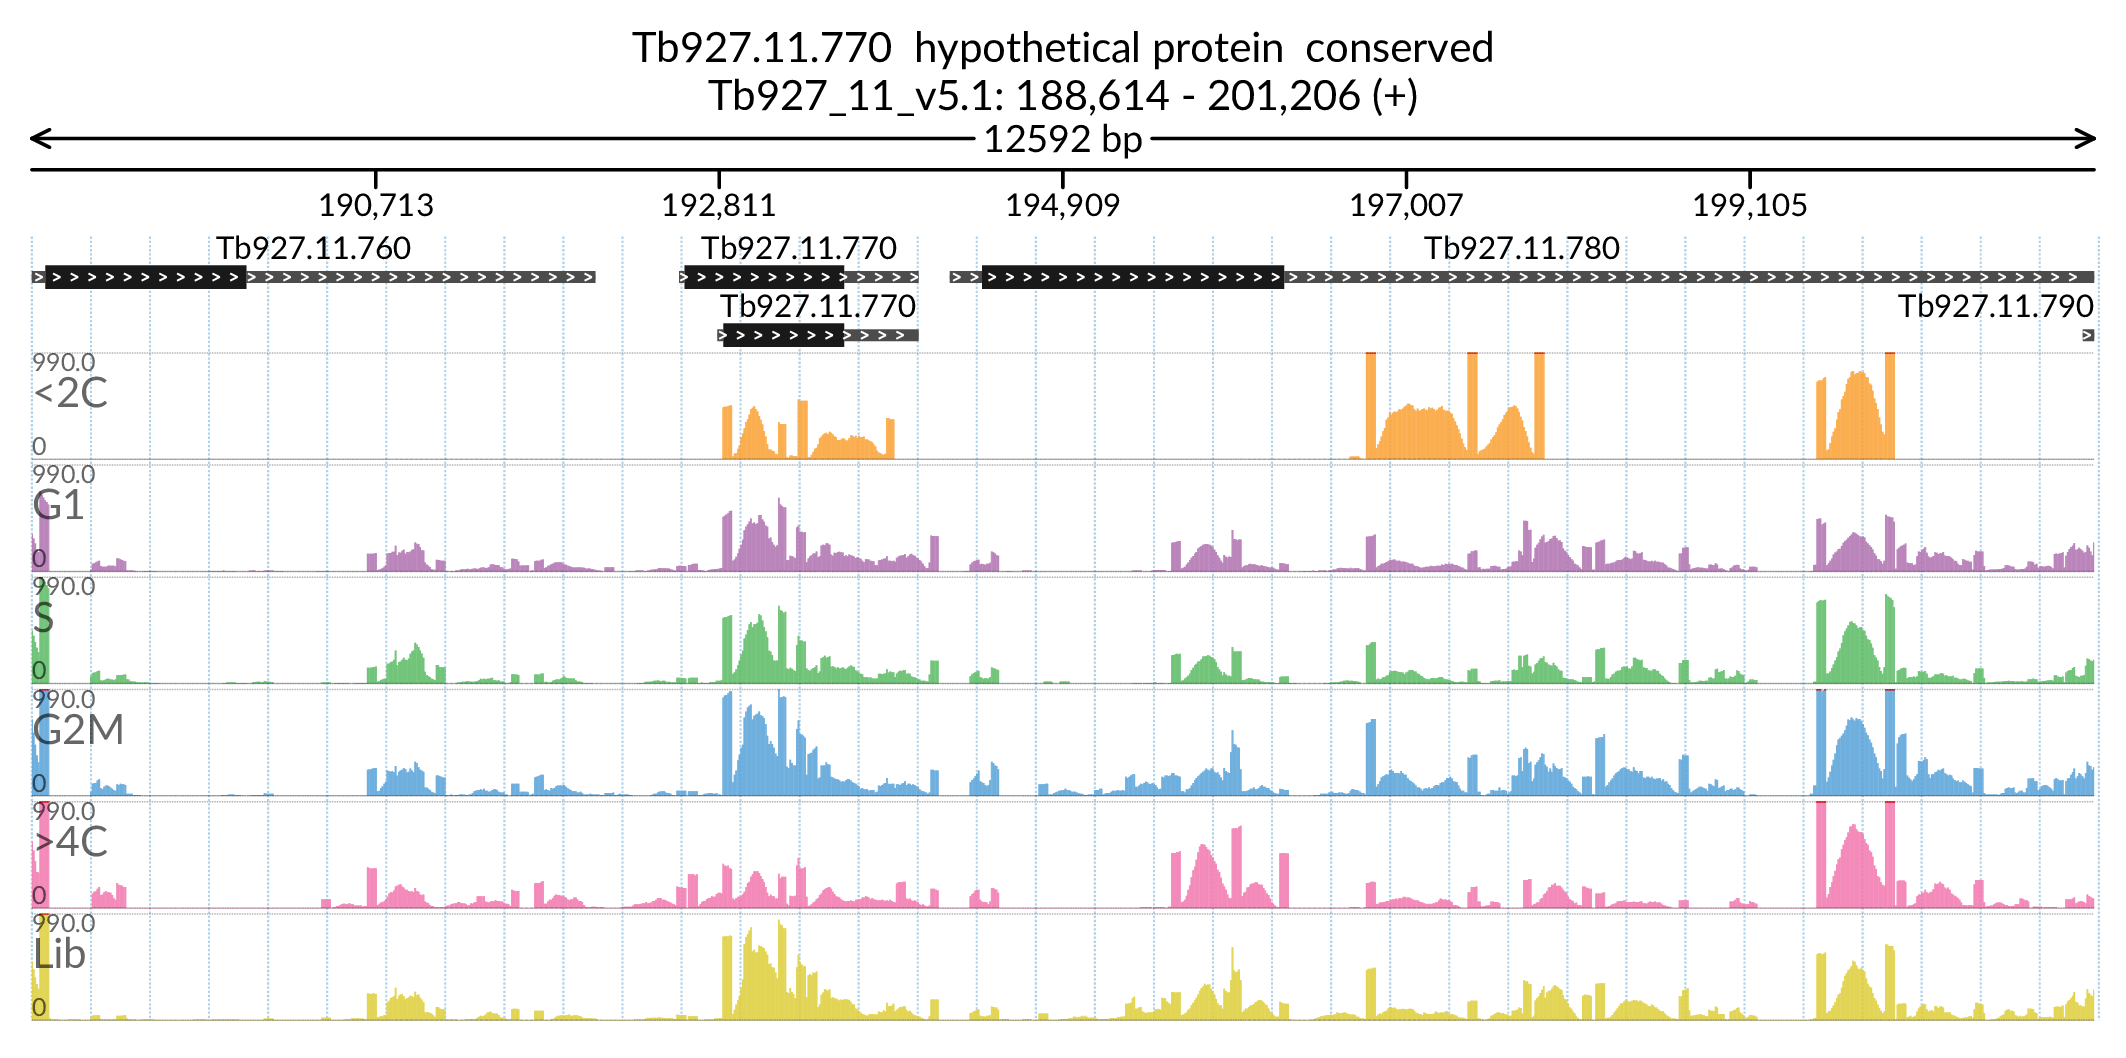 Tb927.11.770 hypothetical protein conserved
Tb927_11_v5.1: 188,614 - 201,206 (+)
12592 bp
190,713 192,811 194,909 197,007 199,105
Tb927.11.760 Tb927.11.770 Tb927.11.780
Tb927.11.770 Tb927.11.790
990.0
<2C
0
990.0
G1
0
990.0
S
0
990.0
G2M
0
990.0
>4C
0
990.0
Lib
0